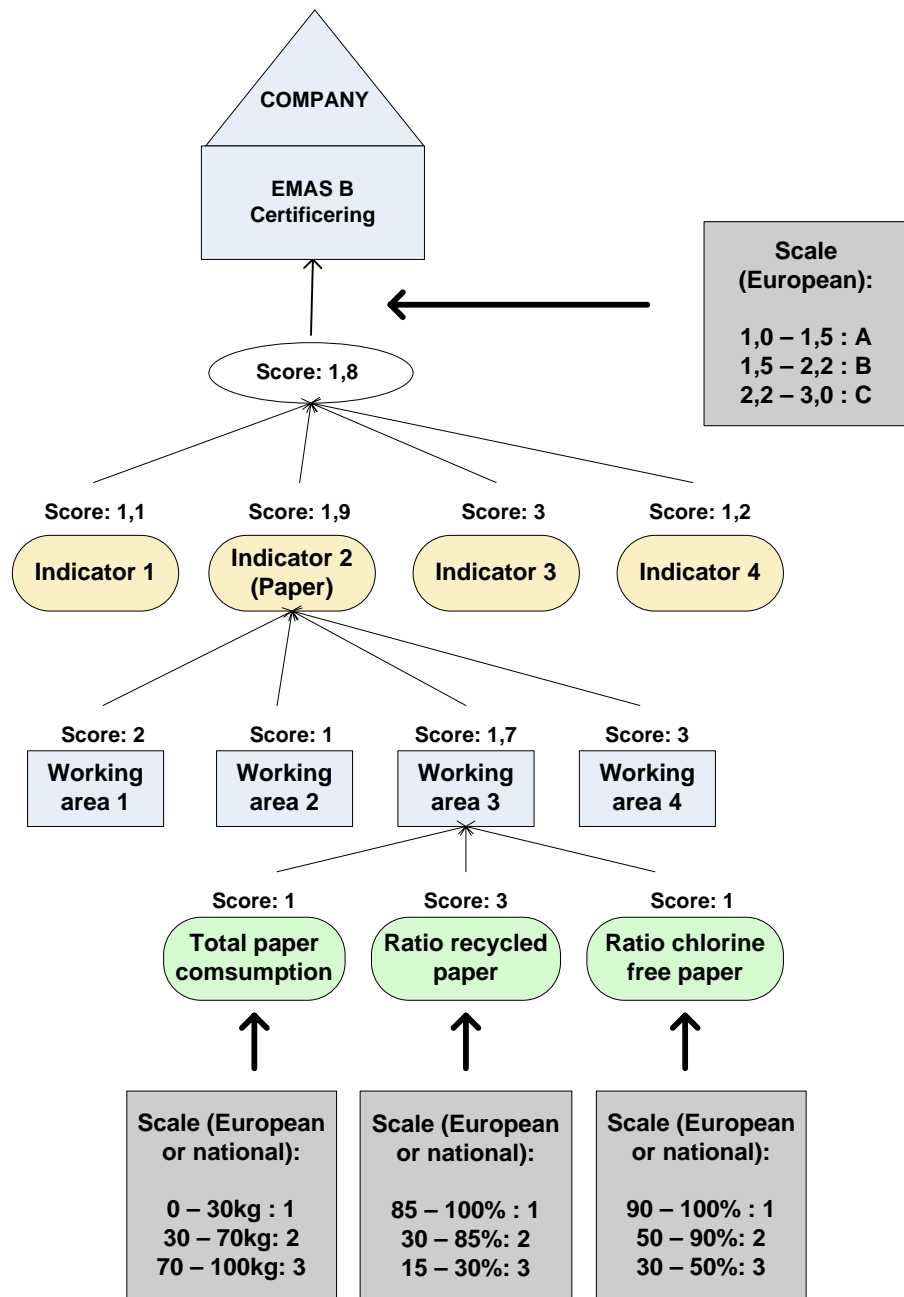 COMPANY
EMAS B
Certificering
Scale
(European):
1,0 – 1,5 : A
1,5 – 2,2 : B
2,2 – 3,0 : C
Score: 1,8
Score: 1,1
Score: 1,9
Score: 3
Score: 1,2
Indicator 1
Indicator 2
(Paper)
Indicator 3
Indicator 4
Score: 2
Score: 1
Score: 1,7
Score: 3
Working
area 1
Working
area 2
Working
area 3
Working
area 4
Score: 1
Score: 3
Score: 1
Total paper
comsumption
Ratio recycled
paper
Ratio chlorine
free paper
Scale (European
or national):
0 – 30kg : 1
30 – 70kg: 2
70 – 100kg: 3
Scale (European
or national):
85 – 100% : 1
30 – 85%: 2
15 – 30%: 3
Scale (European
or national):
90 – 100% : 1
50 – 90%: 2
30 – 50%: 3